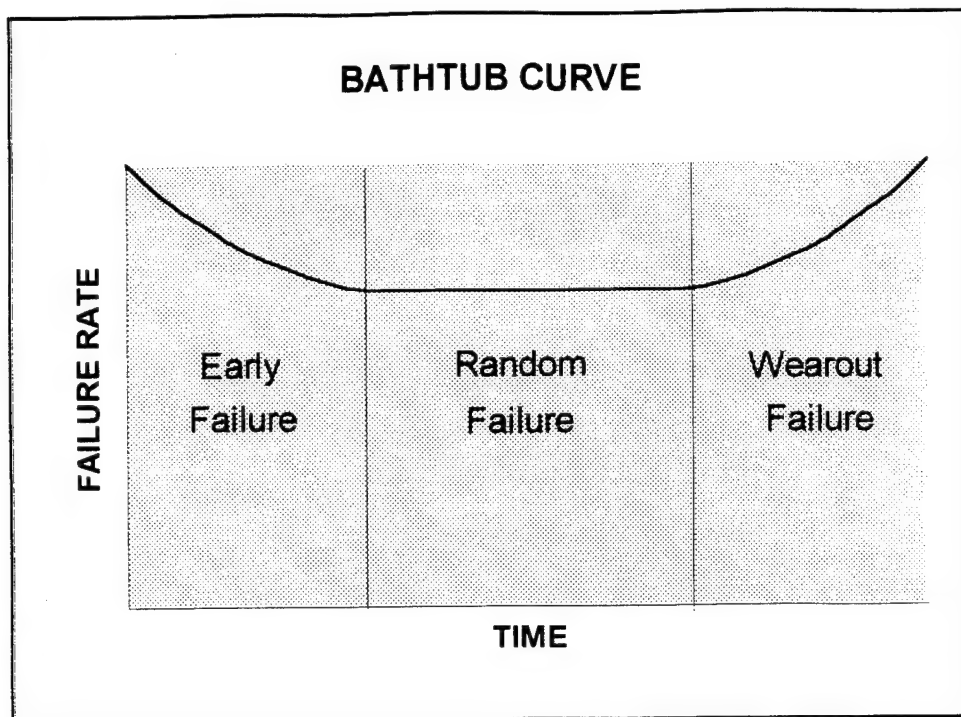 BATHTUB CURVE
FAILURE RATE
Early
Failure
Random
Failure
Wearout
Failure
TIME